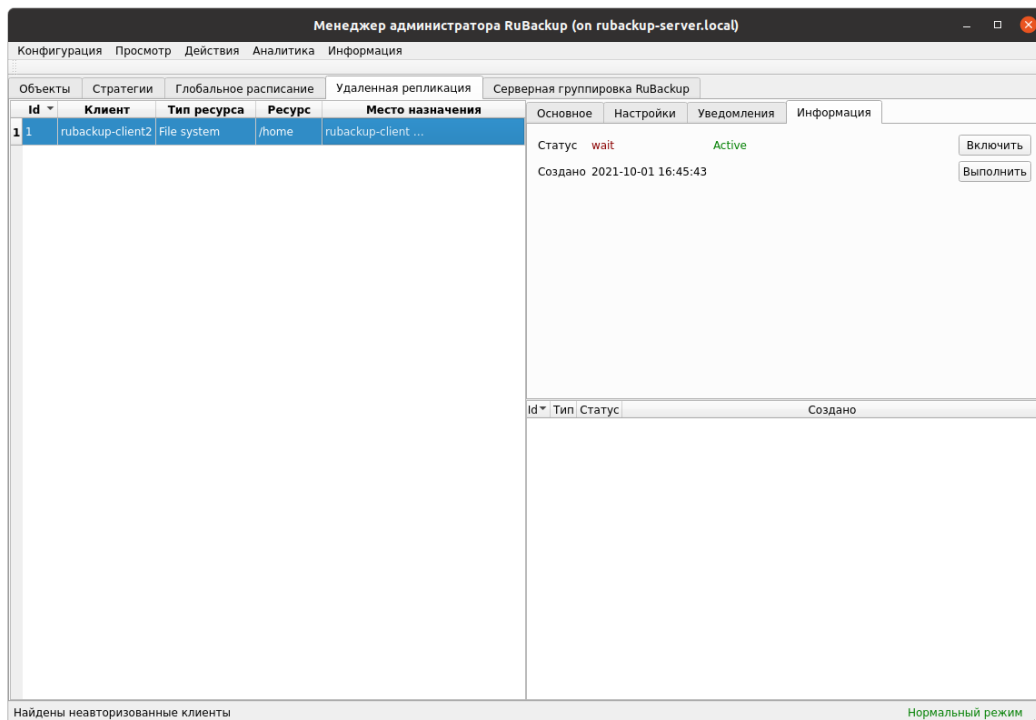 Менеджер администратора RuBackup (on rubackup-server.local)
Конфигурация Просмотр Действия Аналитика Информация
Объекты Стратегии Глобальное расписание Удаленная репликация Серверная группировка RuBackup
Id Клиент Тип ресурса Ресурс Место назначения
1 1 rubackup-client2 File system /home rubackup-client ...
Основное Настройки Уведомления Информация
Статус wait Active Включить
Создано 2021-10-01 16:45:43 Выполнить
Id Тип Статус Создано
Найдены неавторизованные клиенты Нормальный режим